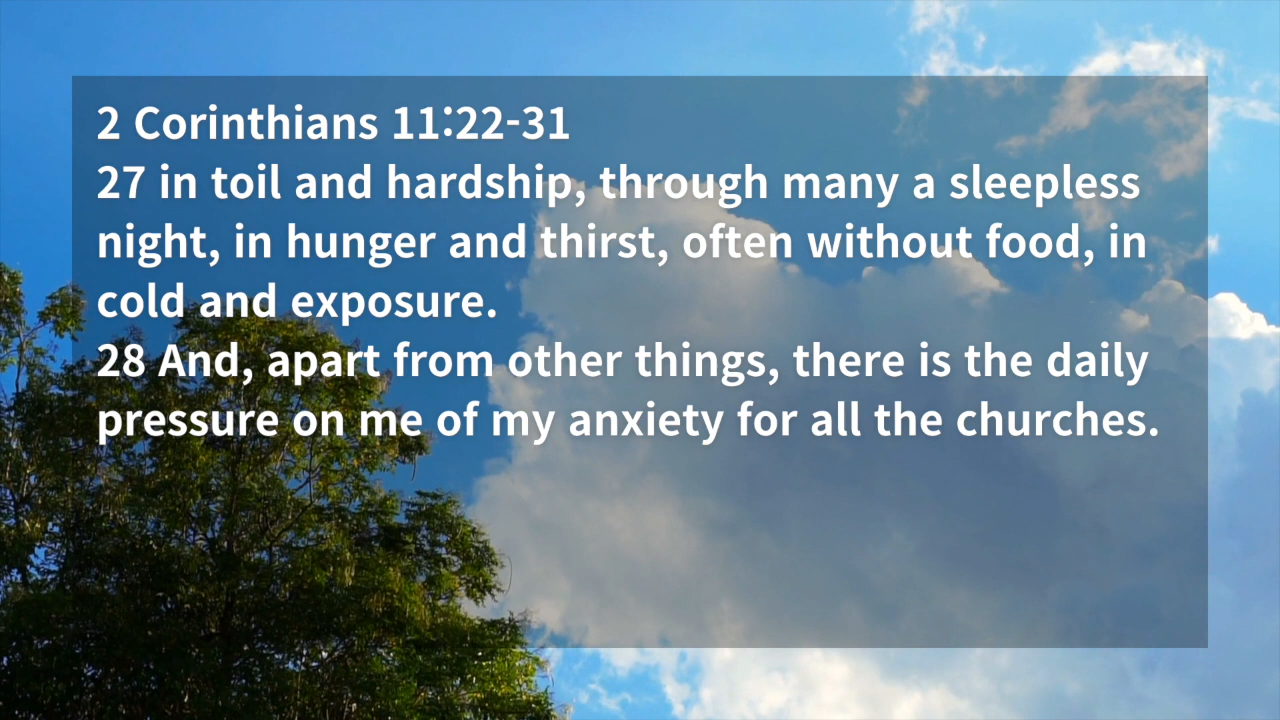 2 Corinthians 11:22-31
27 in toil and hardship, through many a sleepless
night, in hunger and thirst, often without food, in
cold and exposure.
28 And, apart from other things, there is the daily
pressure on me of my anxiety for all the churches.